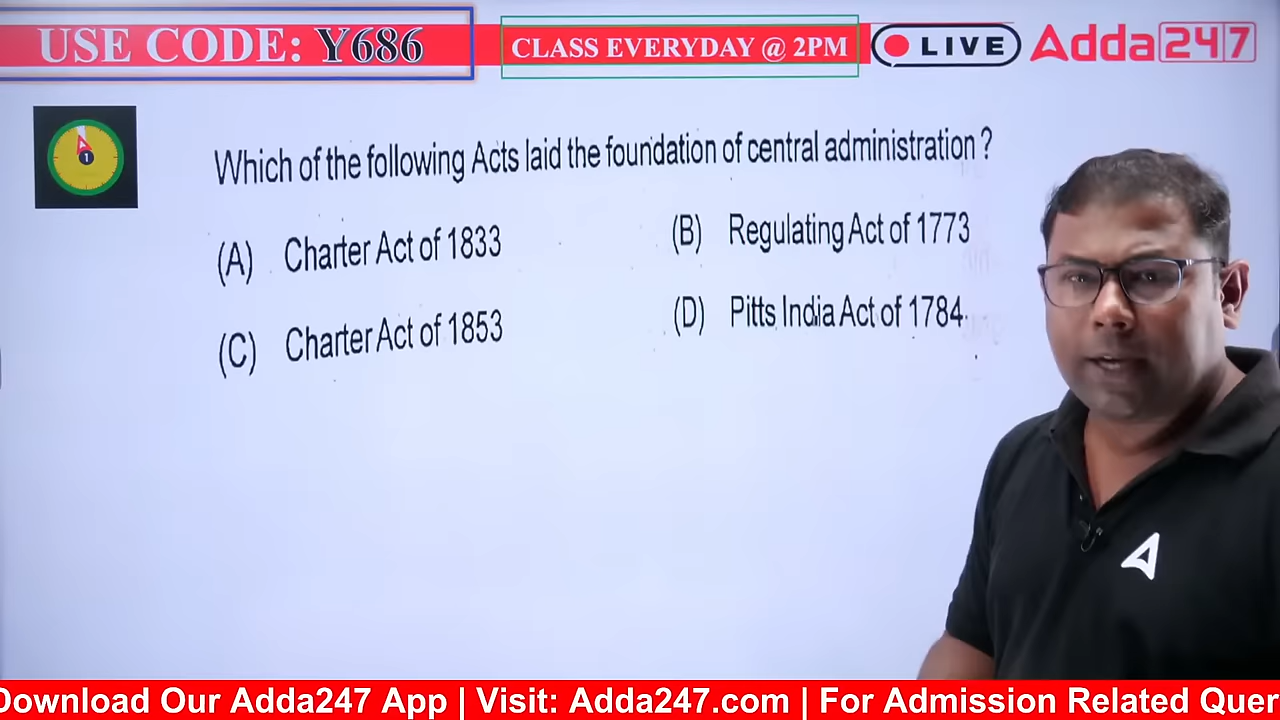 USE CODE: Y686
CLASS EVERYDAY @ 2PM
LIVE
Adda247
1
Which of the following Acts laid the foundation of central administration ?
(A) Charter Act of 1833
(B) Regulating Act of 1773
(C) Charter Act of 1853
(D) Pitts India Act of 1784
Download Our Adda247 App | Visit: Adda247.com | For Admission Related Quer